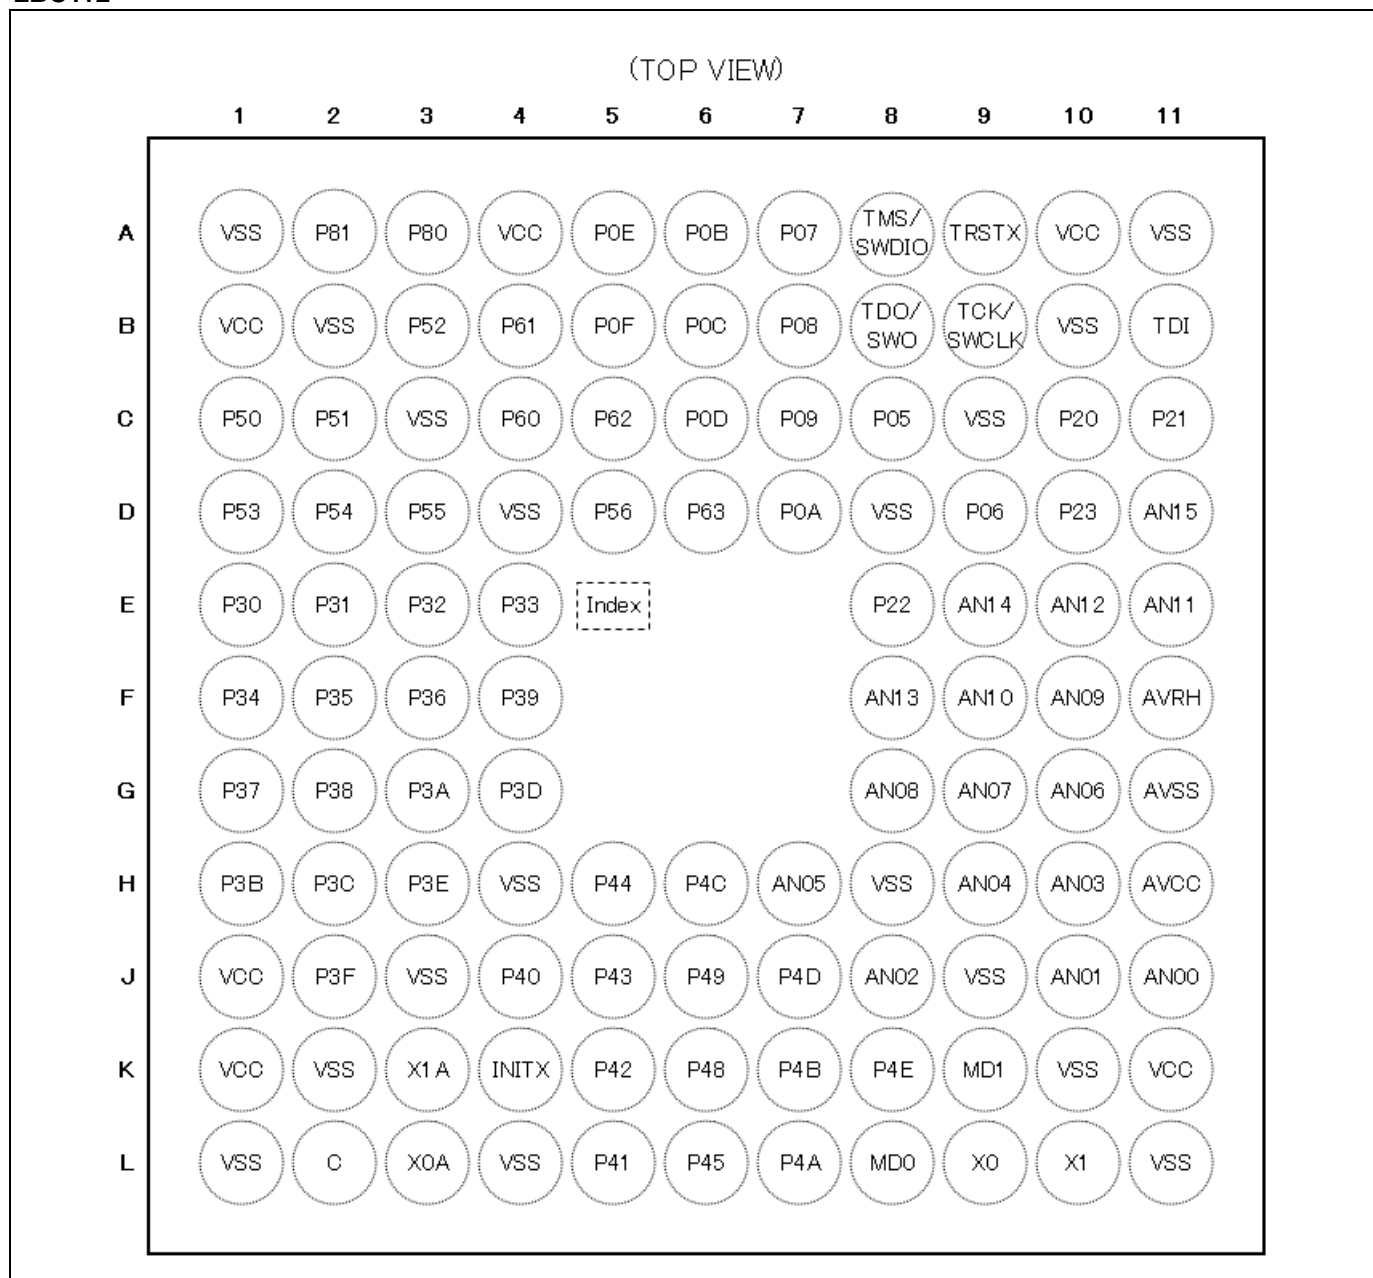 (TOP VIEW)
1 2 3 4 5 6 7 8 9 10 11
A VSS P81 P80 VCC P0E P0B P07 TMS/ SWDIO TRSTX VCC VSS
B VCC VSS P52 P61 P0F P0C P08 TDO/ SWO TCK/ SWCLK VSS TDI
C P50 P51 VSS P60 P62 P0D P09 P05 VSS P20 P21
D P53 P54 P55 VSS P56 P63 P0A VSS P06 P23 AN15
E P30 P31 P32 P33 Index P22 AN14 AN12 AN11
F P34 P35 P36 P39 AN13 AN10 AN09 AVRH
G P37 P38 P3A P3D AN08 AN07 AN06 AVSS
H P3B P3C P3E VSS P44 P4C AN05 VSS AN04 AN03 AVCC
J VCC P3F VSS P40 P43 P49 P4D AN02 VSS AN01 AN00
K VCC VSS X1A INITX P42 P48 P4B P4E MD1 VSS VCC
L VSS C X0A VSS P41 P45 P4A MD0 X0 X1 VSS